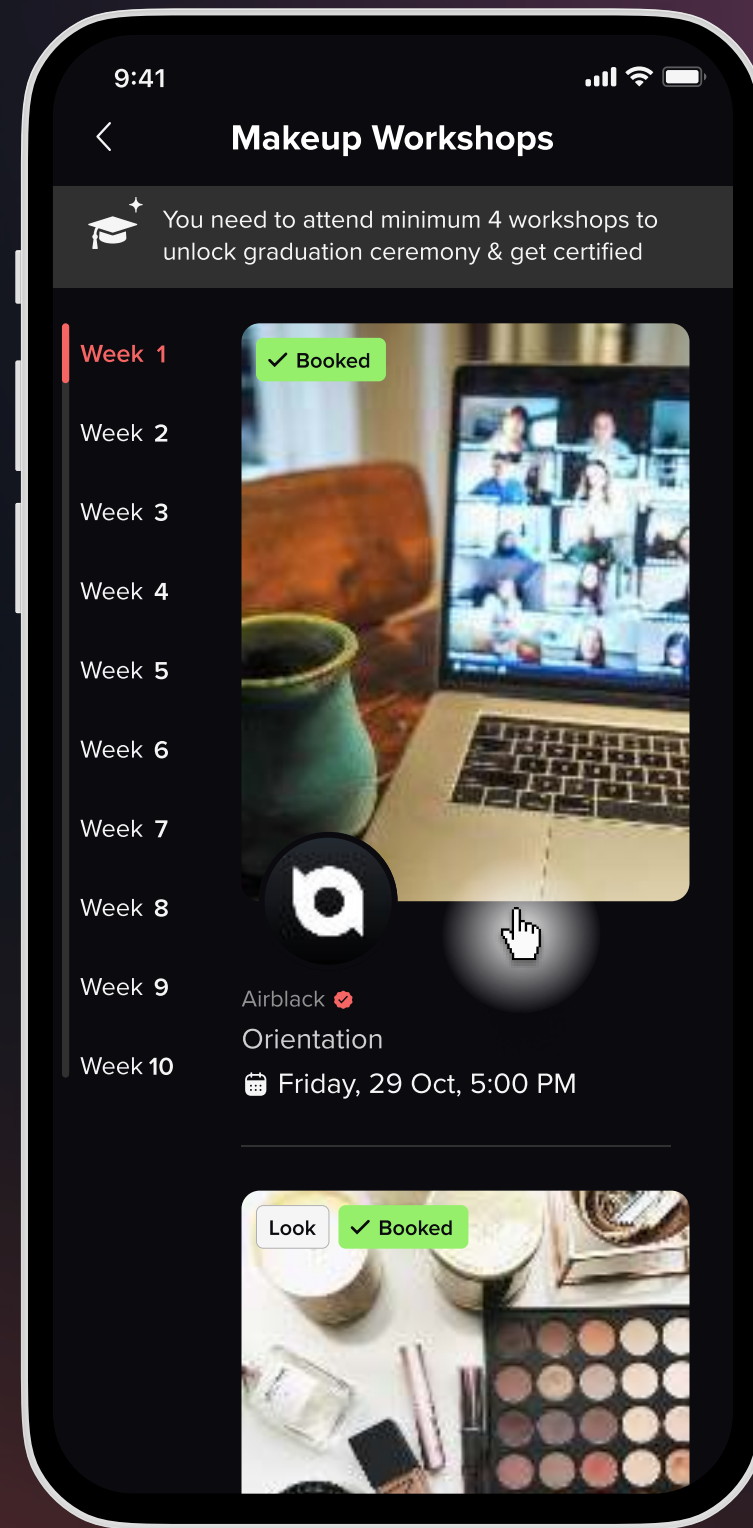 9:41
Makeup Workshops
You need to attend minimum 4 workshops to
unlock graduation ceremony & get certified
Week 1
Week 2
Week 3
Week 4
Week 5
Week 6
Week 7
Week 8
Week 9
Week 10
Booked
Airblack
Orientation
Friday, 29 Oct, 5:00 PM
Look
Booked